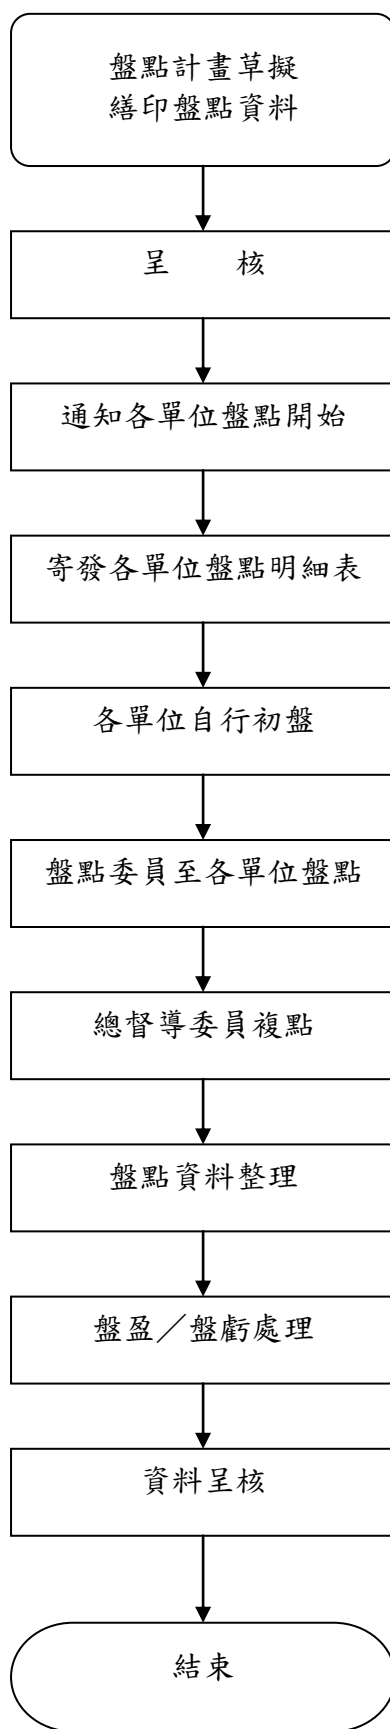 盤點計畫草擬
繕印盤點資料
呈　　核
通知各單位盤點開始
寄發各單位盤點明細表
各單位自行初盤
盤點委員至各單位盤點
總督導委員複點
盤點資料整理
盤盈／盤虧處理
資料呈核
結束